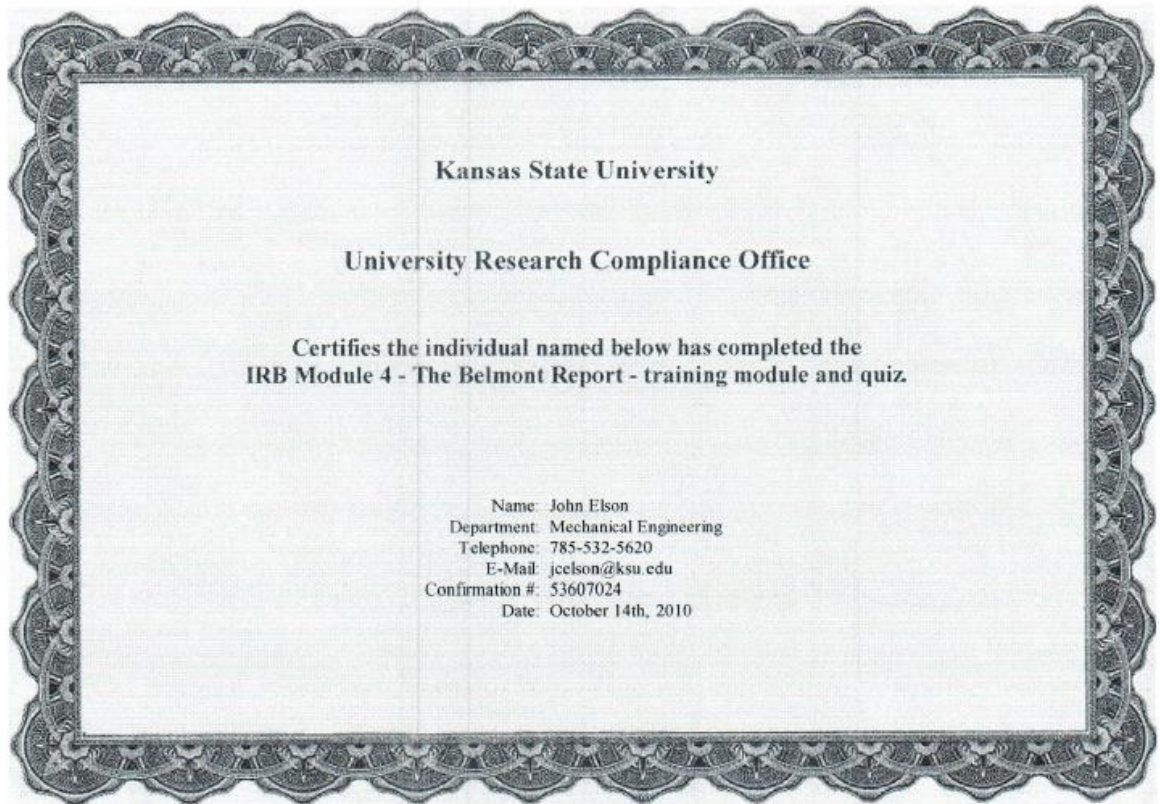 Kansas State University
University Research Compliance Office
Certifies the individual named below has completed the
IRB Module 4 - The Belmont Report - training module and quiz.
Name: John Elson
Department: Mechanical Engineering
Telephone: 785-532-5620
E-Mail: jcelson@ksu.edu
Confirmation #: 53607024
Date: October 14th, 2010